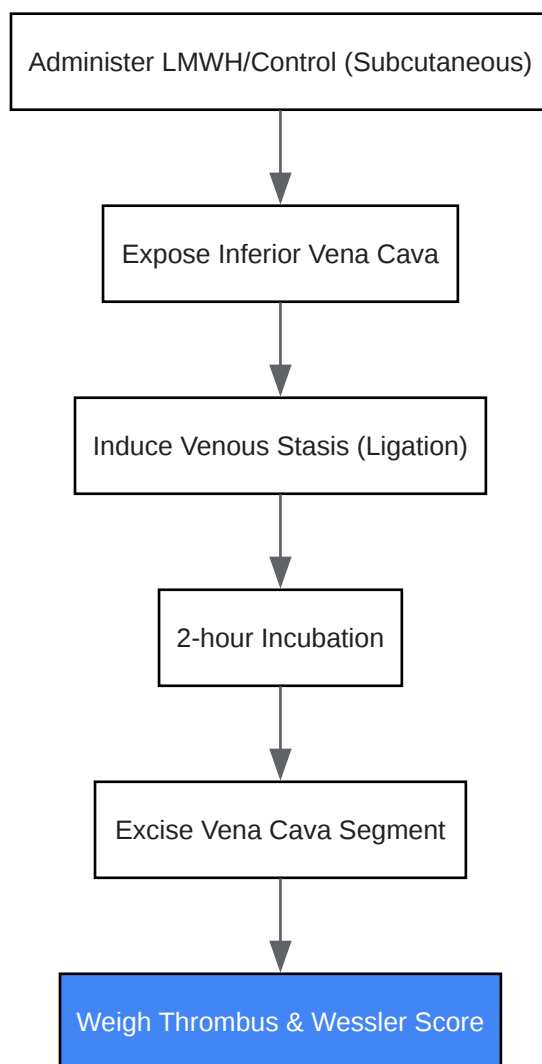 Administer LMWH/Control (Subcutaneous)
Expose Inferior Vena Cava
Induce Venous Stasis (Ligation)
2-hour Incubation
Excise Vena Cava Segment
Weigh Thrombus & Wessler Score